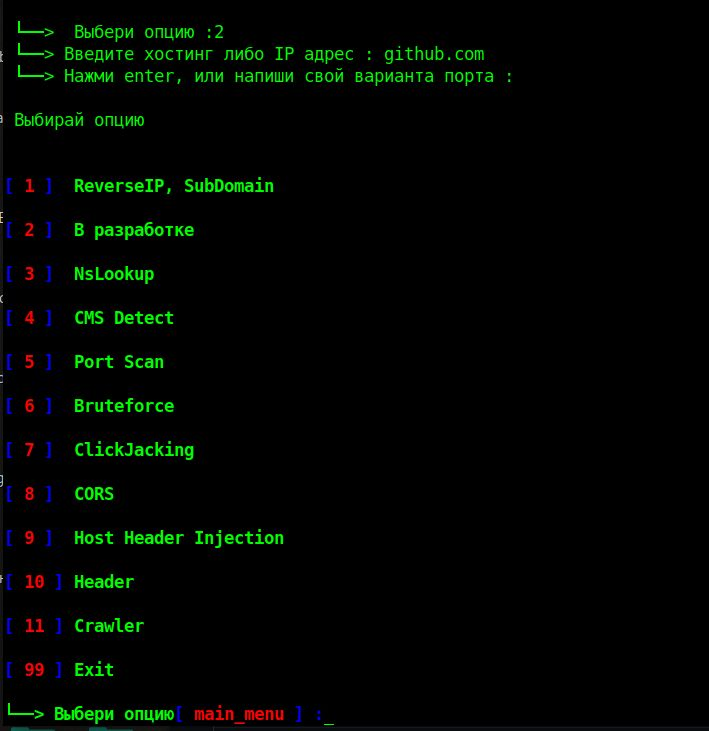 └──> Выбери опцию :2
└──> Введите хостинг либо IP адрес : github.com
└──> Нажми enter, или напиши свой варианта порта :
Выбирай опцию
[ 1 ] ReverseIP, SubDomain
[ 2 ] В разработке
[ 3 ] NsLookup
[ 4 ] CMS Detect
[ 5 ] Port Scan
[ 6 ] Bruteforce
[ 7 ] ClickJacking
[ 8 ] CORS
[ 9 ] Host Header Injection
[ 10 ] Header
[ 11 ] Crawler
[ 99 ] Exit
└──> Выбери опцию[ main_menu ] :_